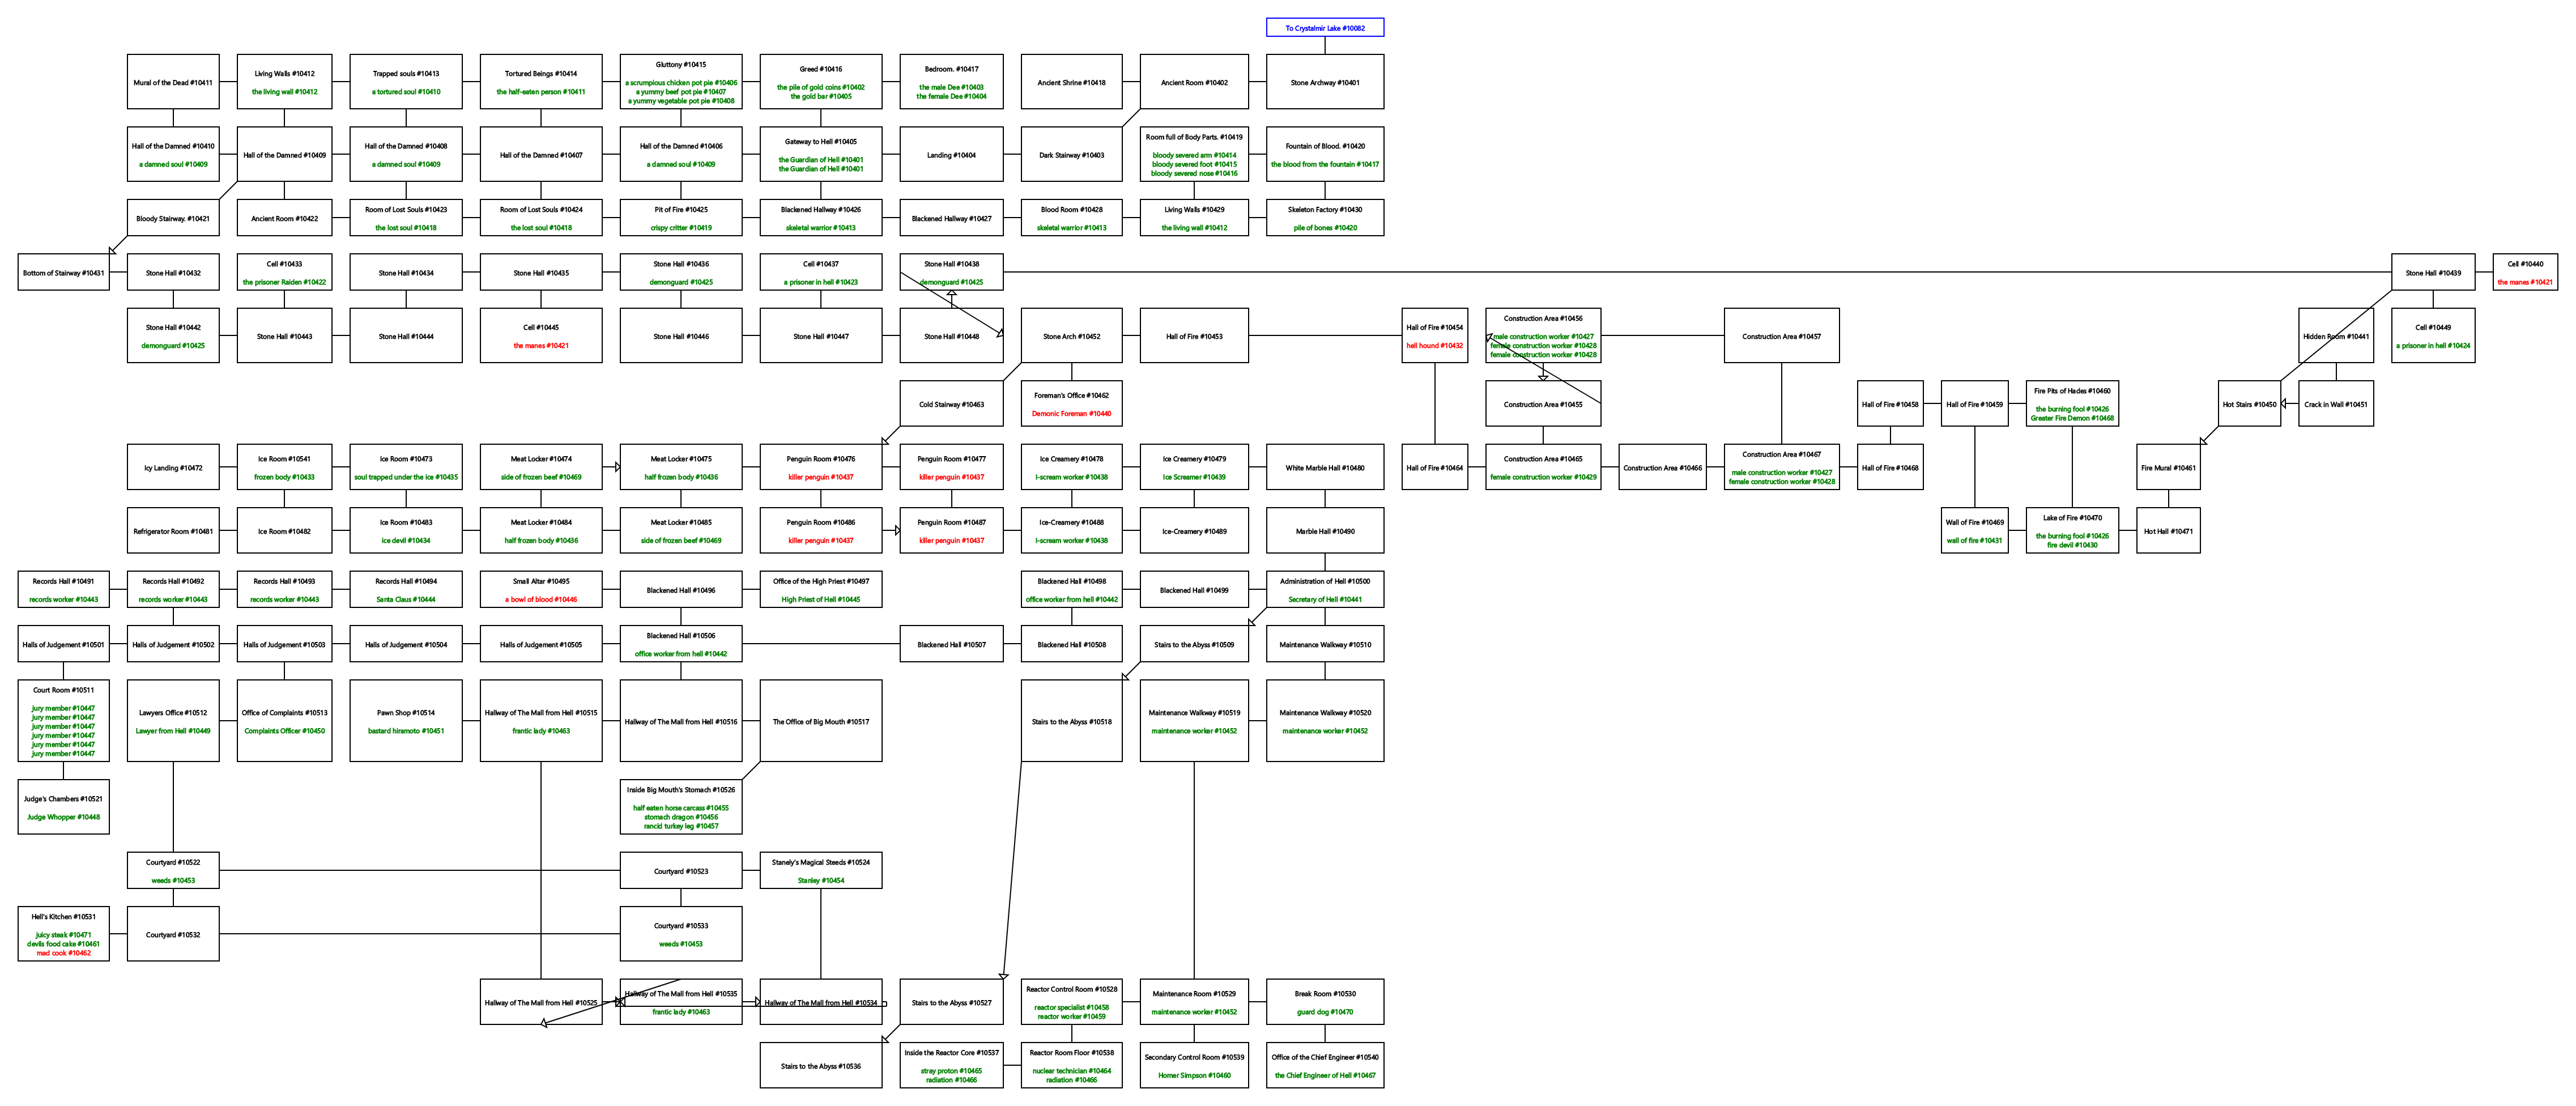 To Crystalmir Lake #10082
Mural of the Dead #10411
Living Walls #10412
the living wall #10412
Trapped souls #10413
a tortured soul #10410
Tortured Beings #10414
the half-eaten person #10411
Gluttony #10415
a scrumpious chicken pot pie #10406
a yummy beef pot pie #10407
a yummy vegetable pot pie #10408
Greed #10416
the pile of gold coins #10402
the gold bar #10405
Bedroom. #10417
the male Dee #10403
the female Dee #10404
Ancient Shrine #10418
Ancient Room #10402
Stone Archway #10401
Hall of the Damned #10410
a damned soul #10409
Hall of the Damned #10409
Hall of the Damned #10408
a damned soul #10409
Hall of the Damned #10407
Hall of the Damned #10406
a damned soul #10409
Gateway to Hell #10405
the Guardian of Hell #10401
the Guardian of Hell #10401
Landing #10404
Dark Stairway #10403
Room full of Body Parts. #10419
bloody severed arm #10414
bloody severed foot #10415
bloody severed nose #10416
Fountain of Blood. #10420
the blood from the fountain #10417
Bloody Stairway. #10421
Ancient Room #10422
Room of Lost Souls #10423
the lost soul #10418
Room of Lost Souls #10424
the lost soul #10418
Pit of Fire #10425
crispy critter #10419
Blackened Hallway #10426
skeletal warrior #10413
Blackened Hallway #10427
Blood Room #10428
skeletal warrior #10413
Living Walls #10429
the living wall #10412
Skeleton Factory #10430
pile of bones #10420
Bottom of Stairway #10431
Stone Hall #10432
Cell #10433
the prisoner Raiden #10422
Stone Hall #10434
Stone Hall #10435
Stone Hall #10436
demonguard #10425
Cell #10437
a prisoner in hell #10423
Stone Hall #10438
demonguard #10425
Stone Hall #10439
Cell #10440
the manes #10421
Stone Hall #10442
demonguard #10425
Stone Hall #10443
Stone Hall #10444
Cell #10445
the manes #10421
Stone Hall #10446
Stone Hall #10447
Stone Hall #10448
Stone Arch #10452
Hall of Fire #10453
Hall of Fire #10454
hell hound #10432
Construction Area #10456
male construction worker #10427
female construction worker #10428
female construction worker #10428
Construction Area #10457
Hidden Room #10441
Cell #10449
a prisoner in hell #10424
Cold Stairway #10463
Foreman's Office #10462
Demonic Foreman #10440
Construction Area #10455
Hall of Fire #10458
Hall of Fire #10459
Fire Pits of Hades #10460
the burning fool #10426
Greater Fire Demon #10468
Hot Stairs #10450
Crack in Wall #10451
Icy Landing #10472
Ice Room #10541
frozen body #10433
Ice Room #10473
soul trapped under the ice #10435
Meat Locker #10474
side of frozen beef #10469
Meat Locker #10475
half frozen body #10436
Penguin Room #10476
killer penguin #10437
Penguin Room #10477
killer penguin #10437
Ice Creamery #10478
I-scream worker #10438
Ice Creamery #10479
Ice Screamer #10439
White Marble Hall #10480
Hall of Fire #10464
Construction Area #10465
female construction worker #10429
Construction Area #10466
Construction Area #10467
male construction worker #10427
female construction worker #10428
Hall of Fire #10468
Fire Mural #10461
Refrigerator Room #10481
Ice Room #10482
Ice Room #10483
ice devil #10434
Meat Locker #10484
half frozen body #10436
Meat Locker #10485
side of frozen beef #10469
Penguin Room #10486
killer penguin #10437
Penguin Room #10487
killer penguin #10437
Ice-Creamery #10488
I-scream worker #10438
Ice-Creamery #10489
Marble Hall #10490
Wall of Fire #10469
wall of fire #10431
Lake of Fire #10470
the burning fool #10426
fire devil #10430
Hot Hall #10471
Records Hall #10491
records worker #10443
Records Hall #10492
records worker #10443
Records Hall #10493
records worker #10443
Records Hall #10494
Santa Claus #10444
Small Altar #10495
a bowl of blood #10446
Blackened Hall #10496
Office of the High Priest #10497
High Priest of Hell #10445
Blackened Hall #10498
office worker from hell #10442
Blackened Hall #10499
Administration of Hell #10500
Secretary of Hell #10441
Halls of Judgement #10501
Halls of Judgement #10502
Halls of Judgement #10503
Halls of Judgement #10504
Halls of Judgement #10505
Blackened Hall #10506
office worker from hell #10442
Blackened Hall #10507
Blackened Hall #10508
Stairs to the Abyss #10509
Maintenance Walkway #10510
Court Room #10511
jury member #10447
jury member #10447
jury member #10447
jury member #10447
jury member #10447
jury member #10447
Lawyers Office #10512
Lawyer from Hell #10449
Office of Complaints #10513
Complaints Officer #10450
Pawn Shop #10514
bastard hiramoto #10451
Hallway of The Mall from Hell #10515
frantic lady #10463
Hallway of The Mall from Hell #10516
The Office of Big Mouth #10517
Stairs to the Abyss #10518
Maintenance Walkway #10519
maintenance worker #10452
Maintenance Walkway #10520
maintenance worker #10452
Judge's Chambers #10521
Judge Whopper #10448
Inside Big Mouth's Stomach #10526
half eaten horse carcass #10455
stomach dragon #10456
rancid turkey leg #10457
Courtyard #10522
weeds #10453
Courtyard #10523
Stanely's Magical Steeds #10524
Stanley #10454
Hell's Kitchen #10531
juicy steak #10471
devils food cake #10461
mad cook #10462
Courtyard #10532
Courtyard #10533
weeds #10453
Hallway of The Mall from Hell #10525
Hallway of The Mall from Hell #10535
frantic lady #10463
Hallway of The Mall from Hell #10534
Stairs to the Abyss #10527
Reactor Control Room #10528
reactor specialist #10458
reactor worker #10459
Maintenance Room #10529
maintenance worker #10452
Break Room #10530
guard dog #10470
Stairs to the Abyss #10536
Inside the Reactor Core #10537
stray proton #10465
radiation #10466
Reactor Room Floor #10538
nuclear technician #10464
radiation #10466
Secondary Control Room #10539
Homer Simpson #10460
Office of the Chief Engineer #10540
the Chief Engineer of Hell #10467